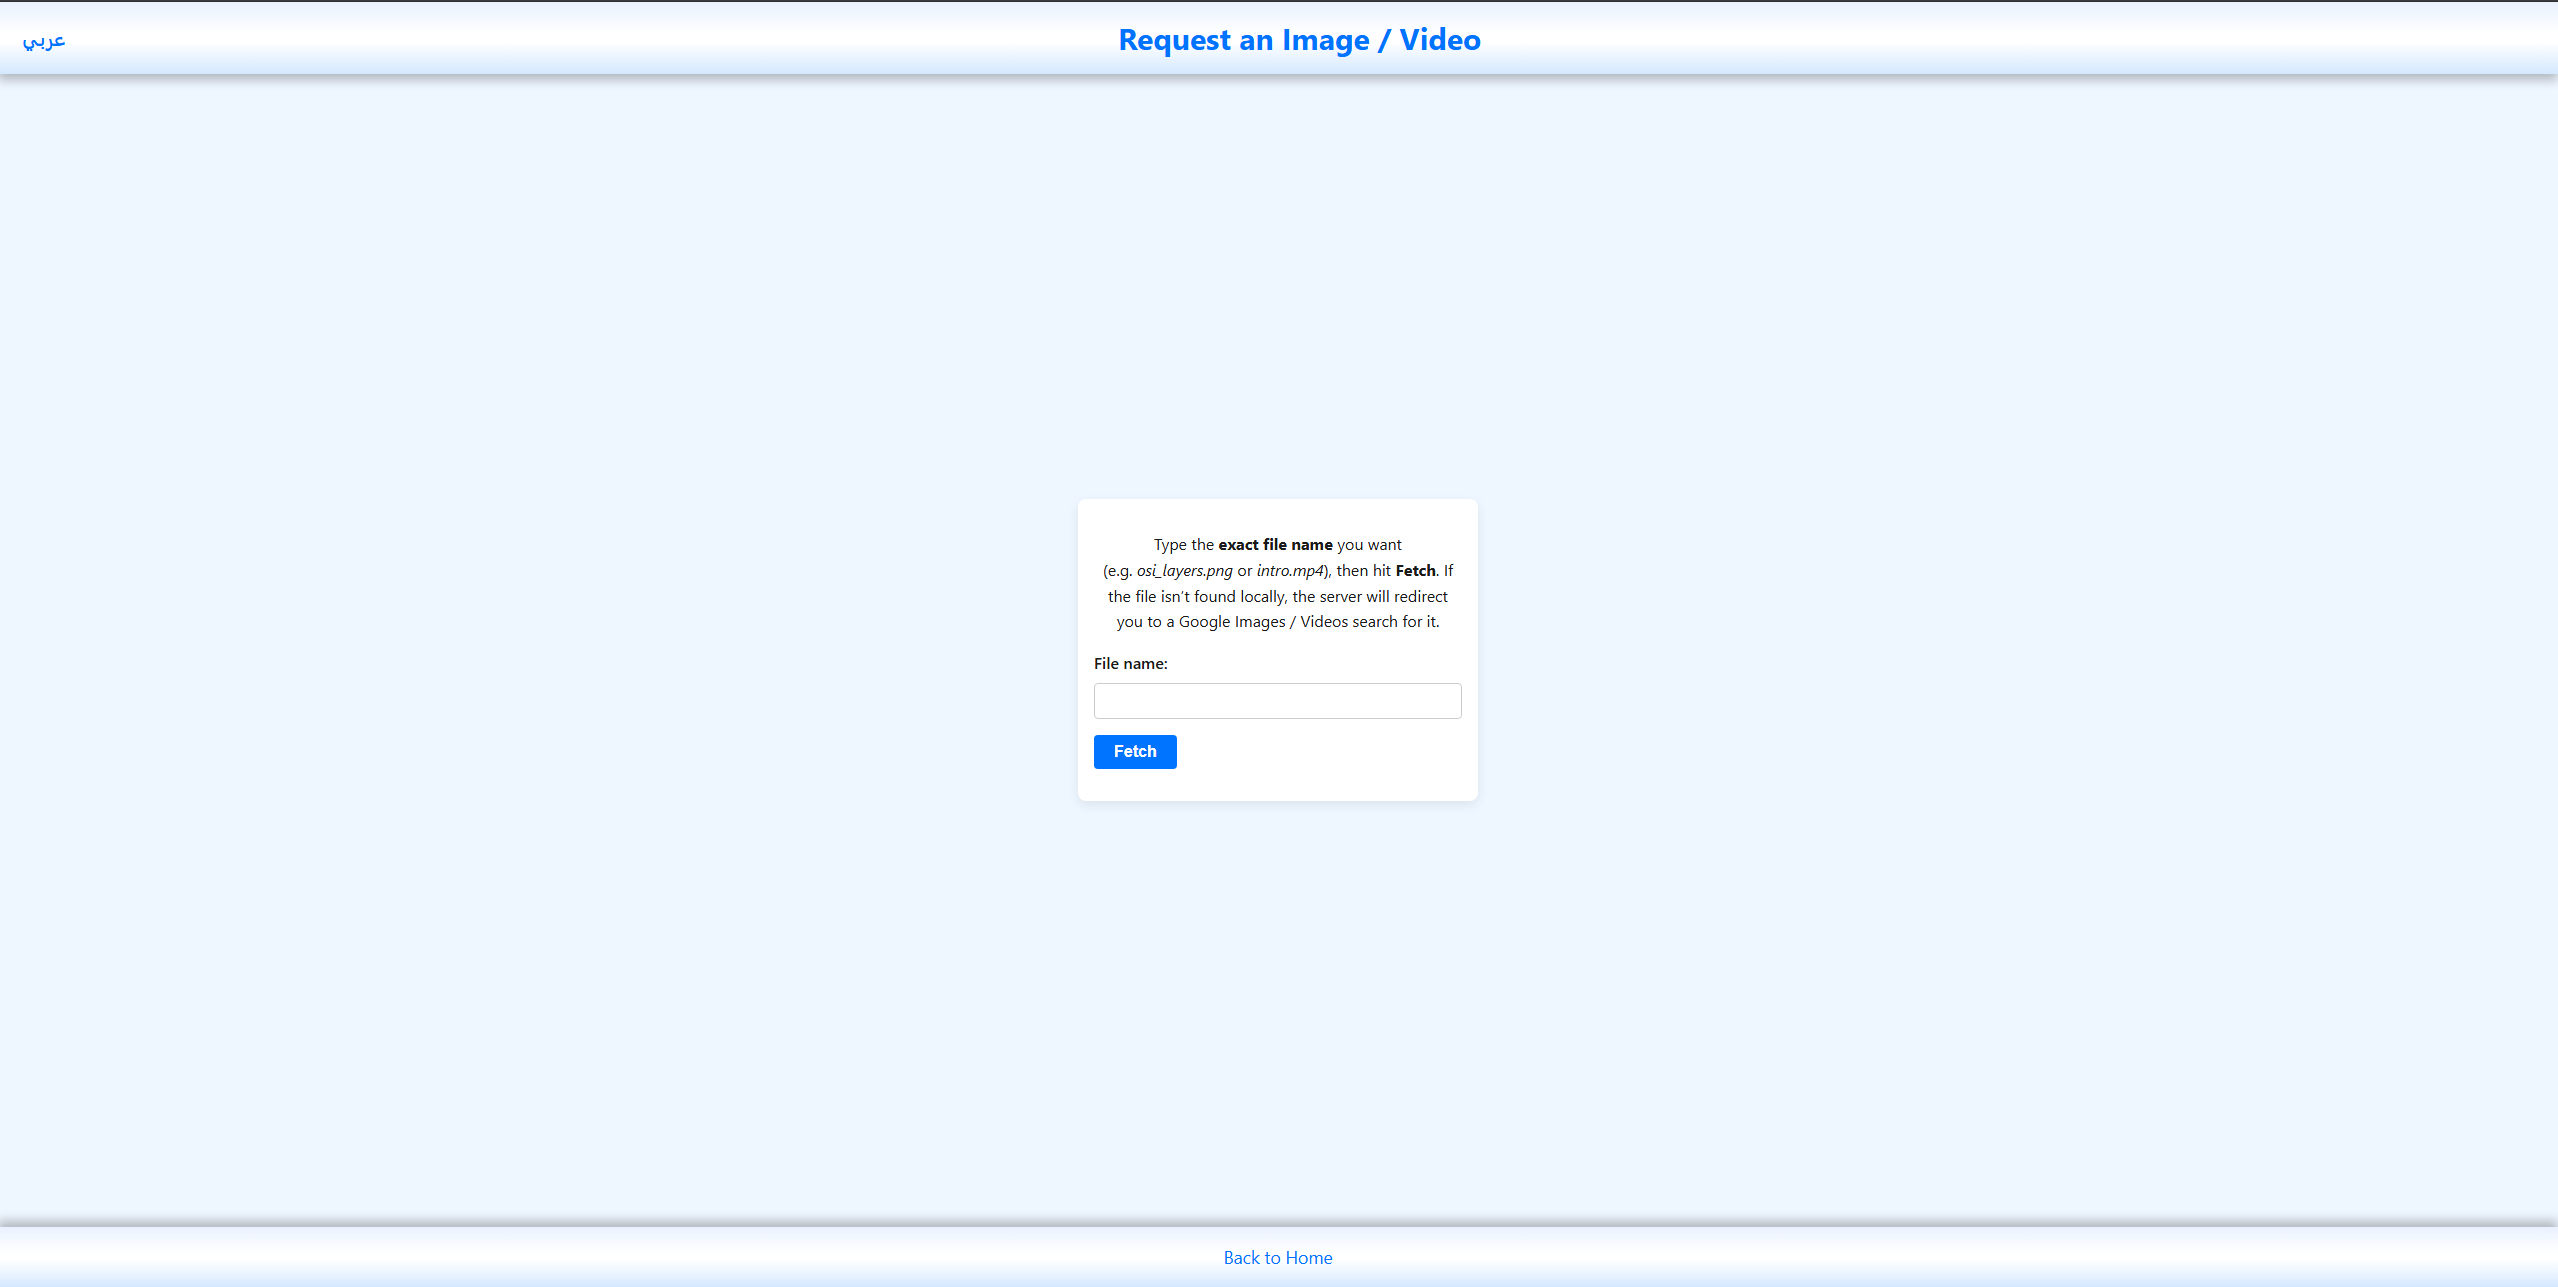 عربي
Request an Image / Video
Type the exact file name you want
(e.g. osi_layers.png or intro.mp4), then hit Fetch. If
the file isn’t found locally, the server will redirect
you to a Google Images / Videos search for it.
File name:
Fetch
Back to Home